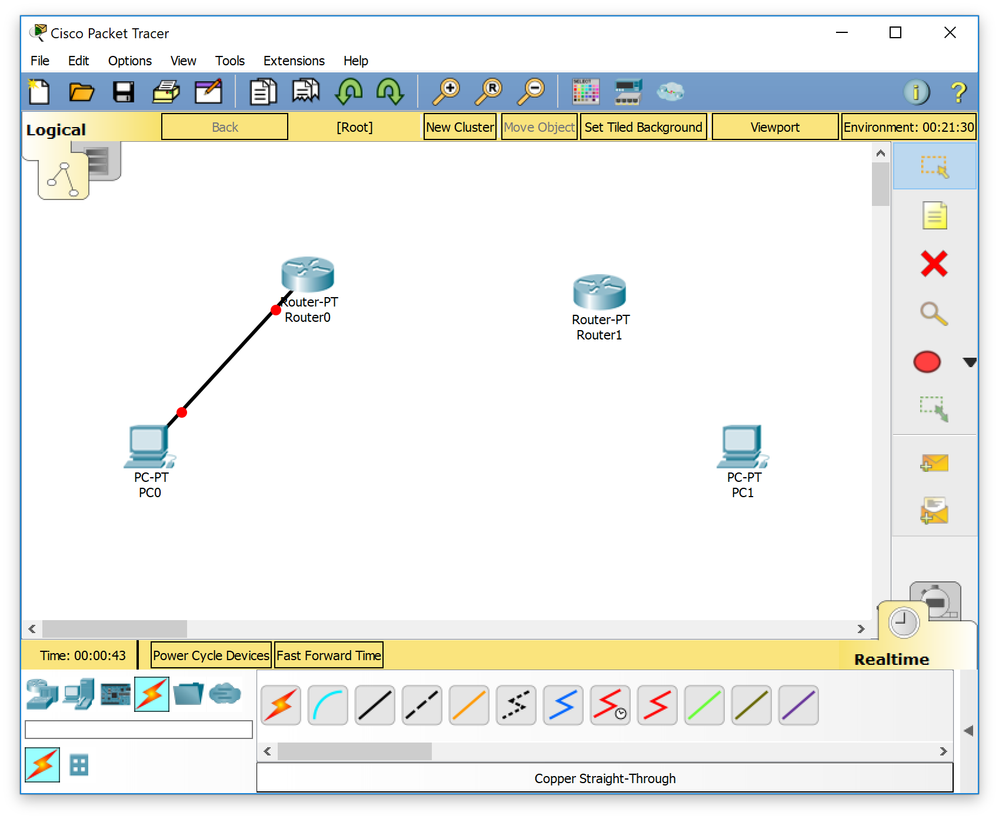 Cisco Packet Tracer
File Edit Options View Tools Extensions Help
R SELECT i ?
Logical Back [Root] New Cluster Move Object Set Tiled Background Viewport Environment: 00:21:30
Router-PT
Router0
Router-PT
Router1
PC-PT
PC0
PC-PT
PC1
Time: 00:00:43 Power Cycle Devices Fast Forward Time Realtime
Copper Straight-Through